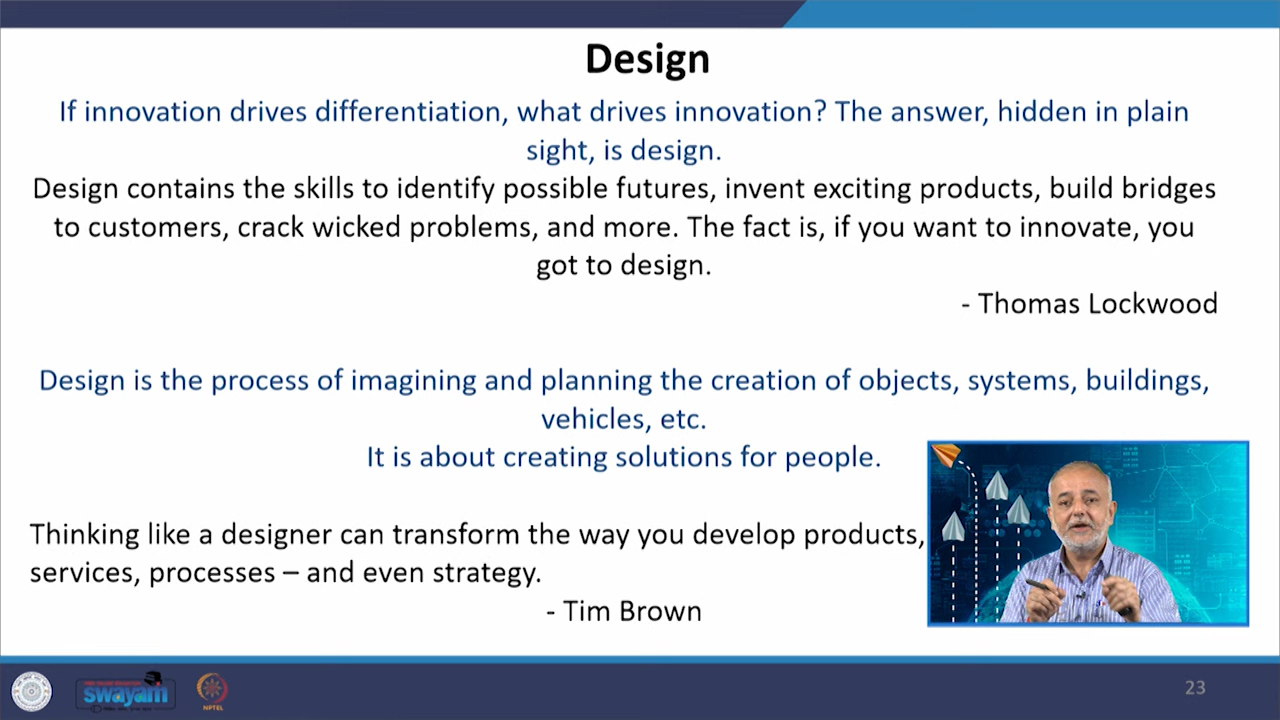 Design
If innovation drives differentiation, what drives innovation? The answer, hidden in plain
sight, is design.
Design contains the skills to identify possible futures, invent exciting products, build bridges
to customers, crack wicked problems, and more. The fact is, if you want to innovate, you
got to design.
- Thomas Lockwood
Design is the process of imagining and planning the creation of objects, systems, buildings,
vehicles, etc.
It is about creating solutions for people.
Thinking like a designer can transform the way you develop products,
services, processes – and even strategy.
- Tim Brown
swayam
NPTEL
23